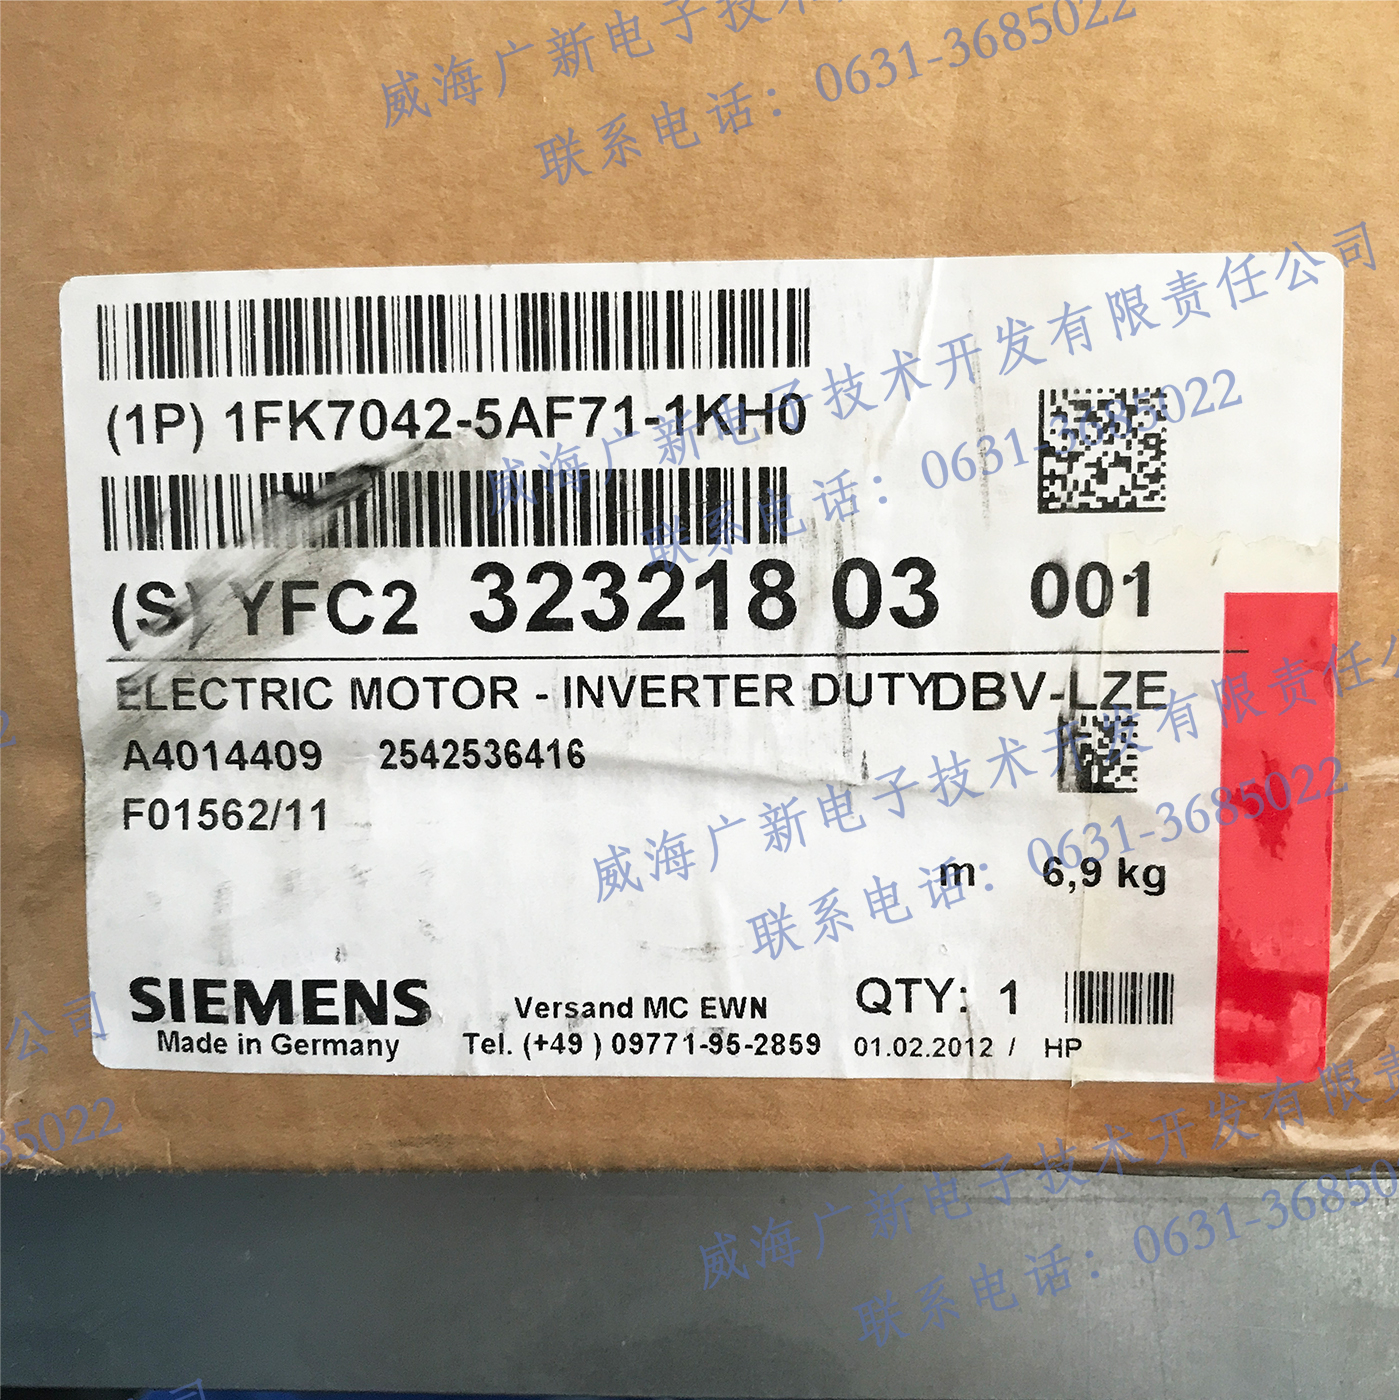 威海广新电子技术
联系电话：0631-3685022
(1P) 1FK7042-5AF71-1KH0
威海广新电子技术开发有限责任公司
联系电话：0631-3685022
(S) YFC2 323218 03 001
ELECTRIC MOTOR - INVERTER DUTYDBV-LZE
A4014409 2542536416
F01562/11
威海广新电子技术开发有限责任公
联系电话：0631-3685022
m 6,9 kg
SIEMENS Versand MC EWN QTY: 1
Made in Germany Tel. (+49 ) 09771-95-2859 01.02.2012 / HP
公司
85022
威海广新电子技术开发有限责
联系电话：0631-36850